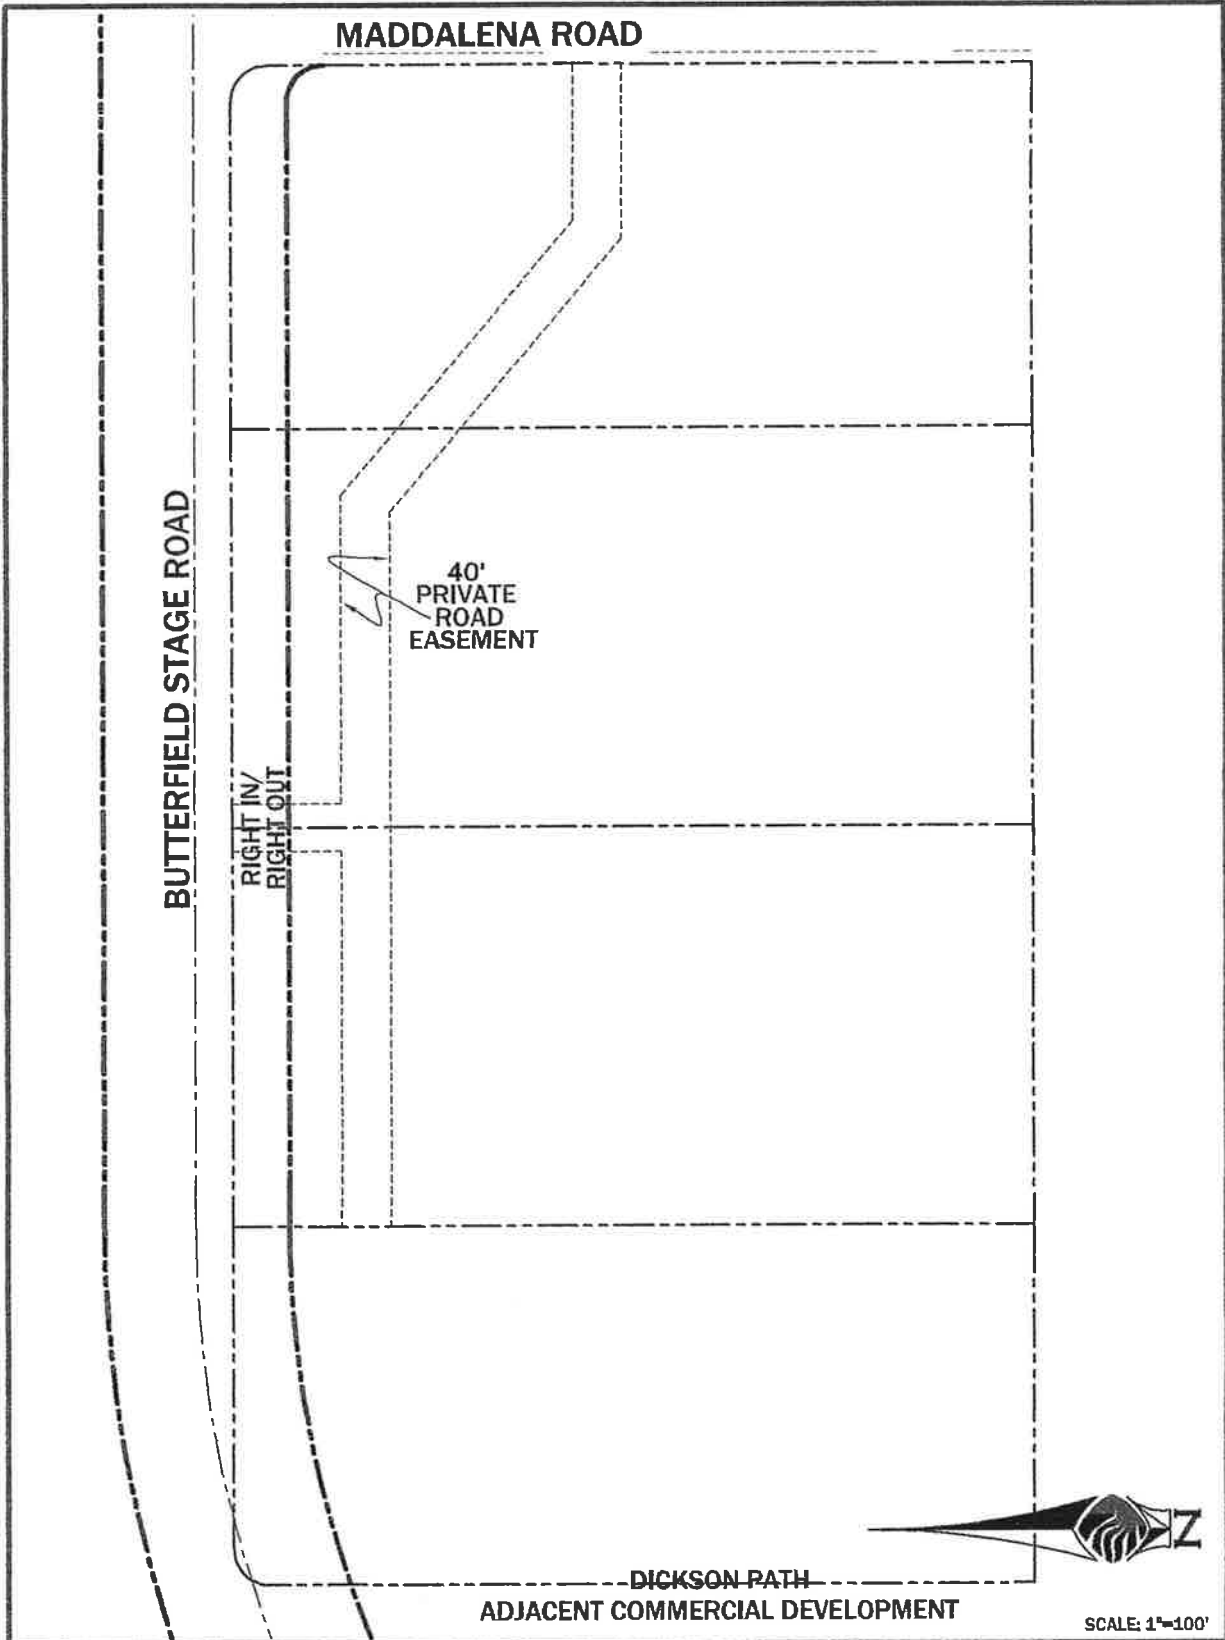 MADDALENA ROAD
BUTTERFIELD STAGE ROAD
40'
PRIVATE
ROAD
EASEMENT
RIGHT IN/
RIGHT OUT
N
DICKSON PATH
ADJACENT COMMERCIAL DEVELOPMENT
SCALE: 1"=100'